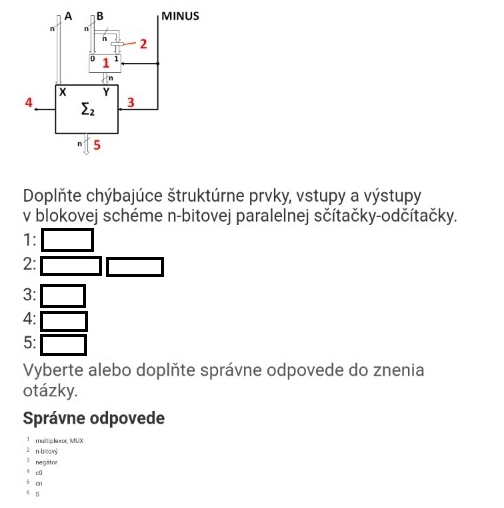 A B MINUS
n n
n 2
0 1 1
n
X Y
4 Σ₂ 3
n 5
Doplňte chýbajúce štruktúrne prvky, vstupy a výstupy
v blokovej schéme n-bitovej paralelnej sčítačky-odčítačky.
1:
2:
3:
4:
5:
Vyberte alebo doplňte správne odpovede do znenia
otázky.
Správne odpovede
1 multiplexor, MUX
2 n-bitový
3 negátor
4 c0
5 cn
6 S